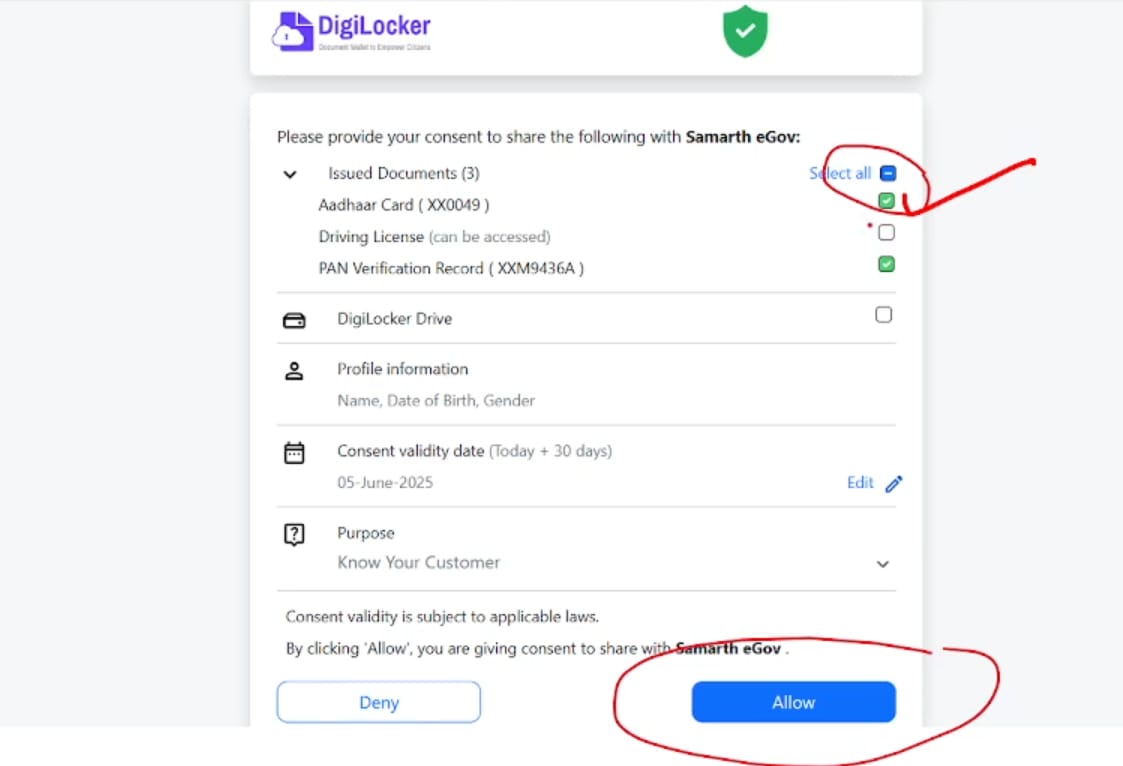 DigiLocker
Document Wallet to Empower Citizens
Please provide your consent to share the following with Samarth eGov:
Issued Documents (3) Select all
Aadhaar Card ( XX0049 )
Driving License (can be accessed)
PAN Verification Record ( XXM9436A )
DigiLocker Drive
Profile information
Name, Date of Birth, Gender
Consent validity date (Today + 30 days)
05-June-2025 Edit
Purpose
Know Your Customer
Consent validity is subject to applicable laws.
By clicking 'Allow', you are giving consent to share with Samarth eGov .
Deny Allow